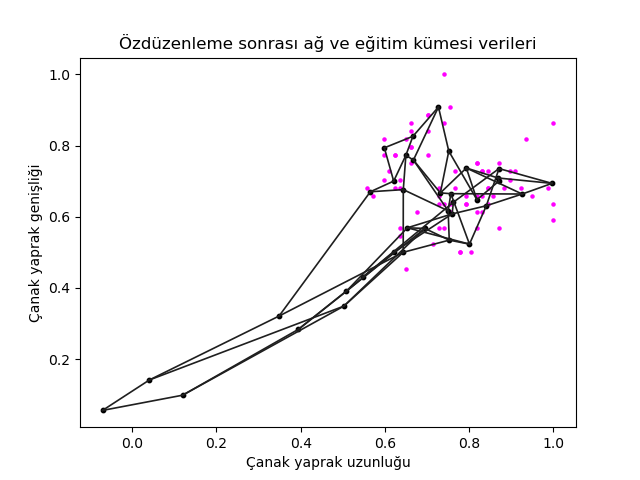 Özdüzenleme sonrası ağ ve eğitim kümesi verileri
1.0
0.8
0.6
0.4
0.2
Çanak yaprak genişliği
0.0 0.2 0.4 0.6 0.8 1.0
Çanak yaprak uzunluğu